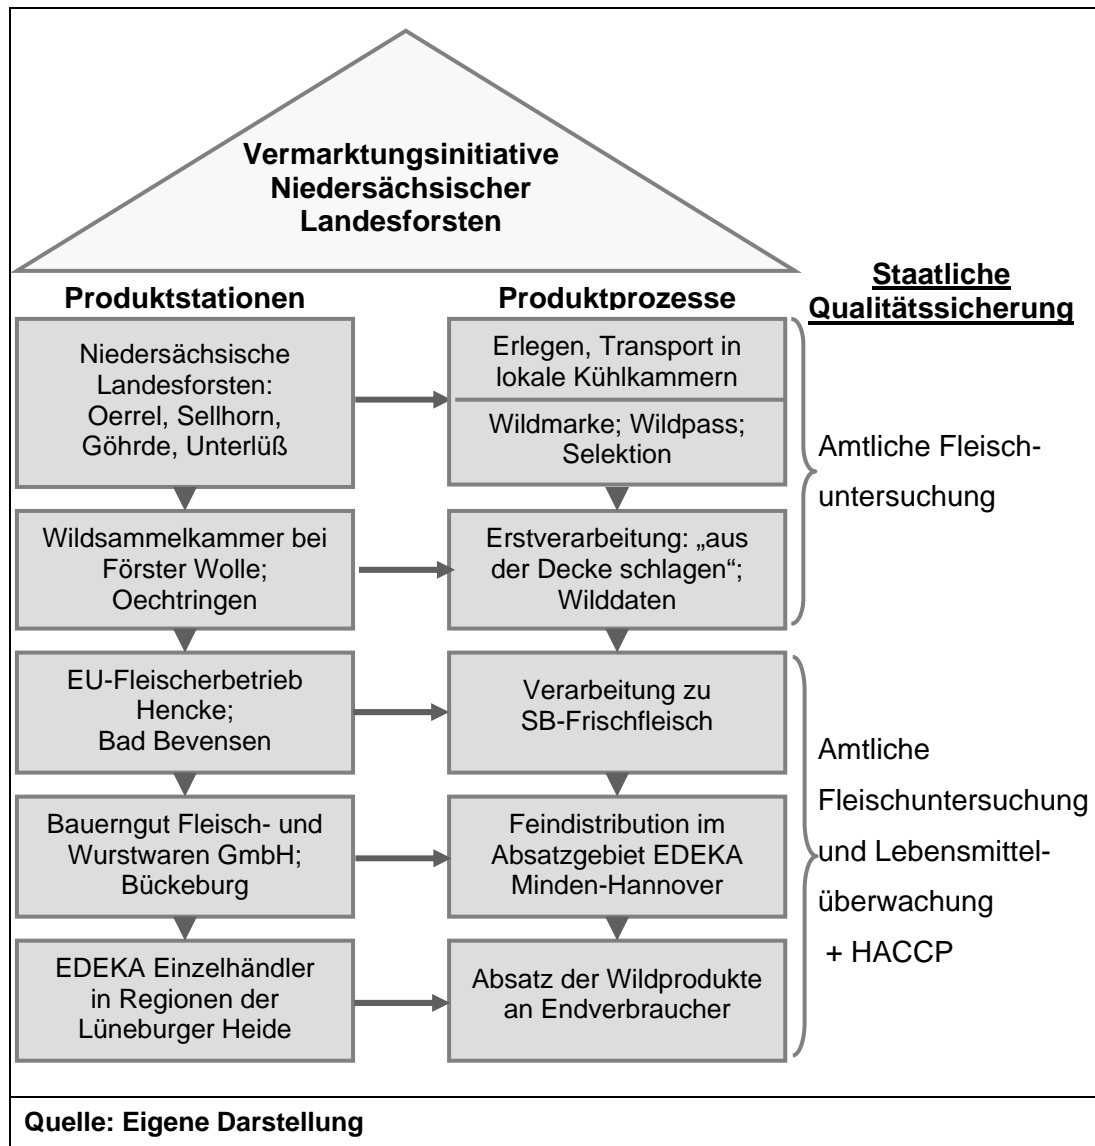 Vermarktungsinitiative
Niedersächsischer
Landesforsten
Produktstationen
Produktprozesse
Staatliche
Qualitätssicherung
Niedersächsische
Landesforsten:
Oerrel, Sellhorn,
Göhrde, Unterlüß
Erlegen, Transport in
lokale Kühlkammern
Wildmarke; Wildpass;
Selektion
Amtliche Fleisch-
untersuchung
Wildsammelkammer bei
Förster Wolle;
Oechtringen
Erstverarbeitung: „aus
der Decke schlagen“;
Wilddaten
EU-Fleischerbetrieb
Hencke;
Bad Bevensen
Verarbeitung zu
SB-Frischfleisch
Amtliche
Fleischuntersuchung
und Lebensmittel-
überwachung
+ HACCP
Bauerngut Fleisch- und
Wurstwaren GmbH;
Bückeburg
Feindistribution im
Absatzgebiet EDEKA
Minden-Hannover
EDEKA Einzelhändler
in Regionen der
Lüneburger Heide
Absatz der Wildprodukte
an Endverbraucher
Quelle: Eigene Darstellung